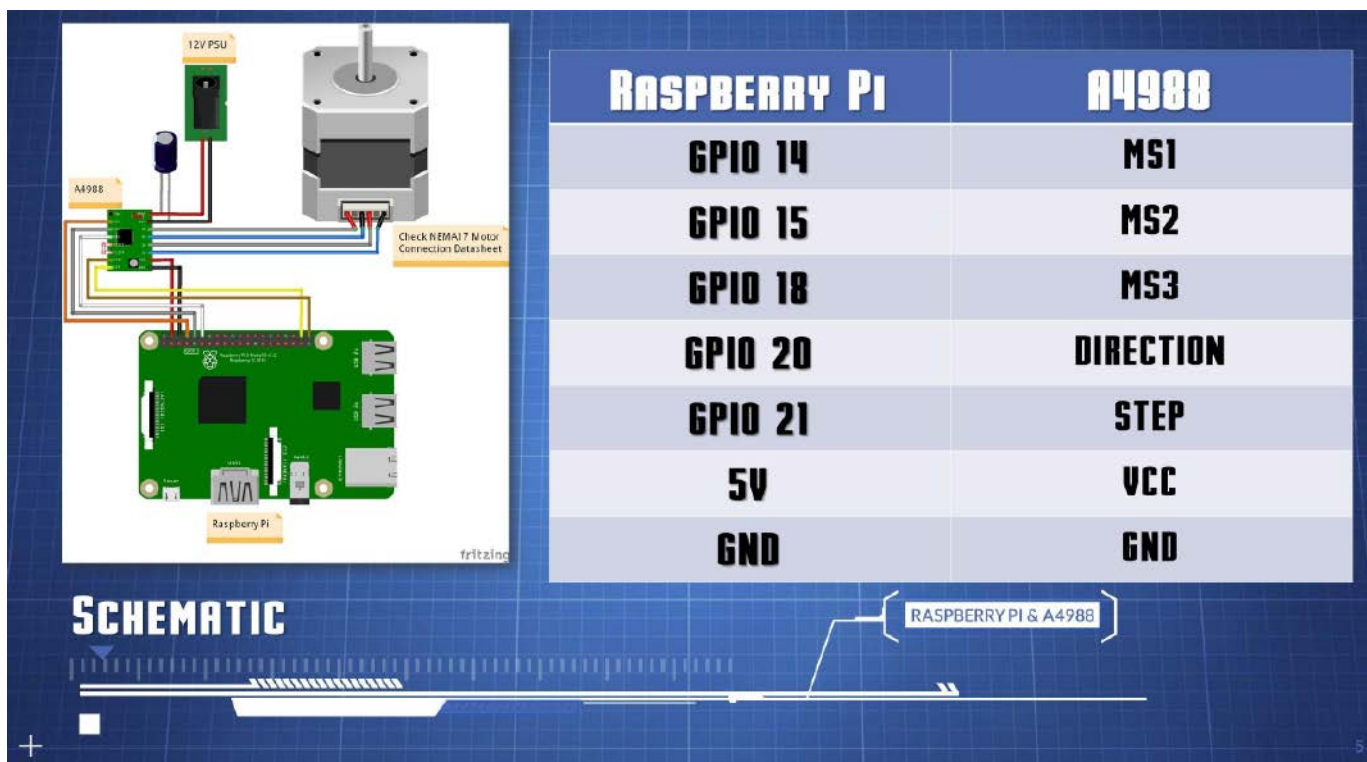 12V PSU
A4988
Check NEMA17 Motor
Connection Datasheet
Raspberry Pi
fritzing
RASPBERRY PI A4988
GPIO 14 MS1
GPIO 15 MS2
GPIO 18 MS3
GPIO 20 DIRECTION
GPIO 21 STEP
5V VCC
GND GND
SCHEMATIC
RASPBERRY PI & A4988
5